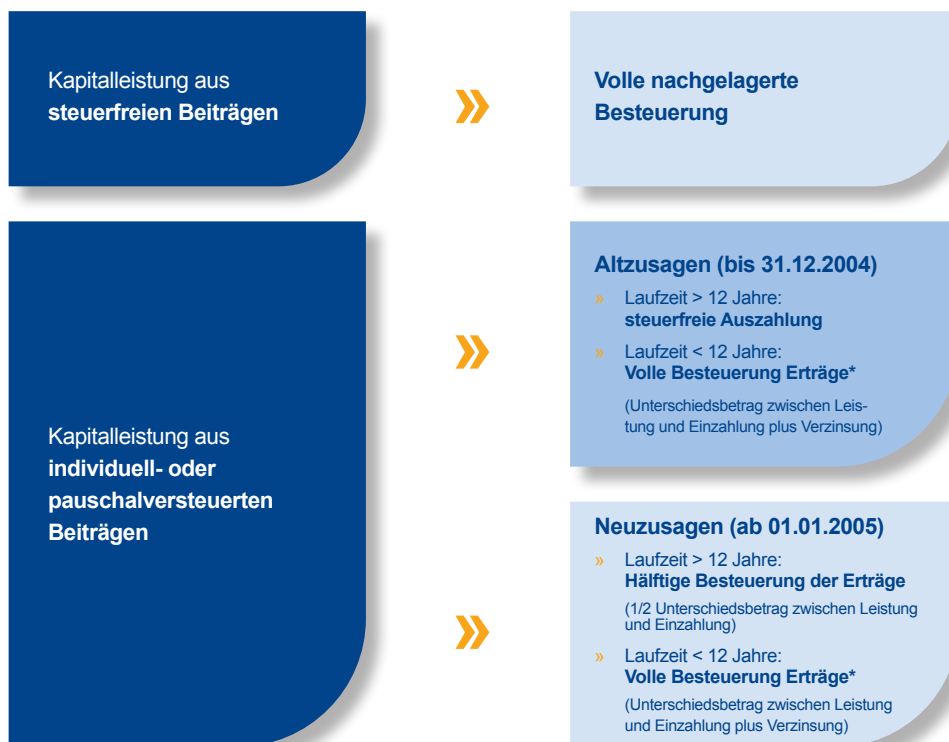 Kapitalleistung aus
steuerfreien Beiträgen
»
Volle nachgelagerte
Besteuerung
Kapitalleistung aus
individuell- oder
pauschalversteuerten
Beiträgen
»
Altzusagen (bis 31.12.2004)
» Laufzeit > 12 Jahre:
steuerfreie Auszahlung
» Laufzeit < 12 Jahre:
Volle Besteuerung Erträge*
(Unterschiedsbetrag zwischen Leis-
tung und Einzahlung plus Verzinsung)
»
Neuzusagen (ab 01.01.2005)
» Laufzeit > 12 Jahre:
Hälftige Besteuerung der Erträge
(1/2 Unterschiedsbetrag zwischen Leistung
und Einzahlung)
» Laufzeit < 12 Jahre:
Volle Besteuerung Erträge*
(Unterschiedsbetrag zwischen Leistung
und Einzahlung plus Verzinsung)